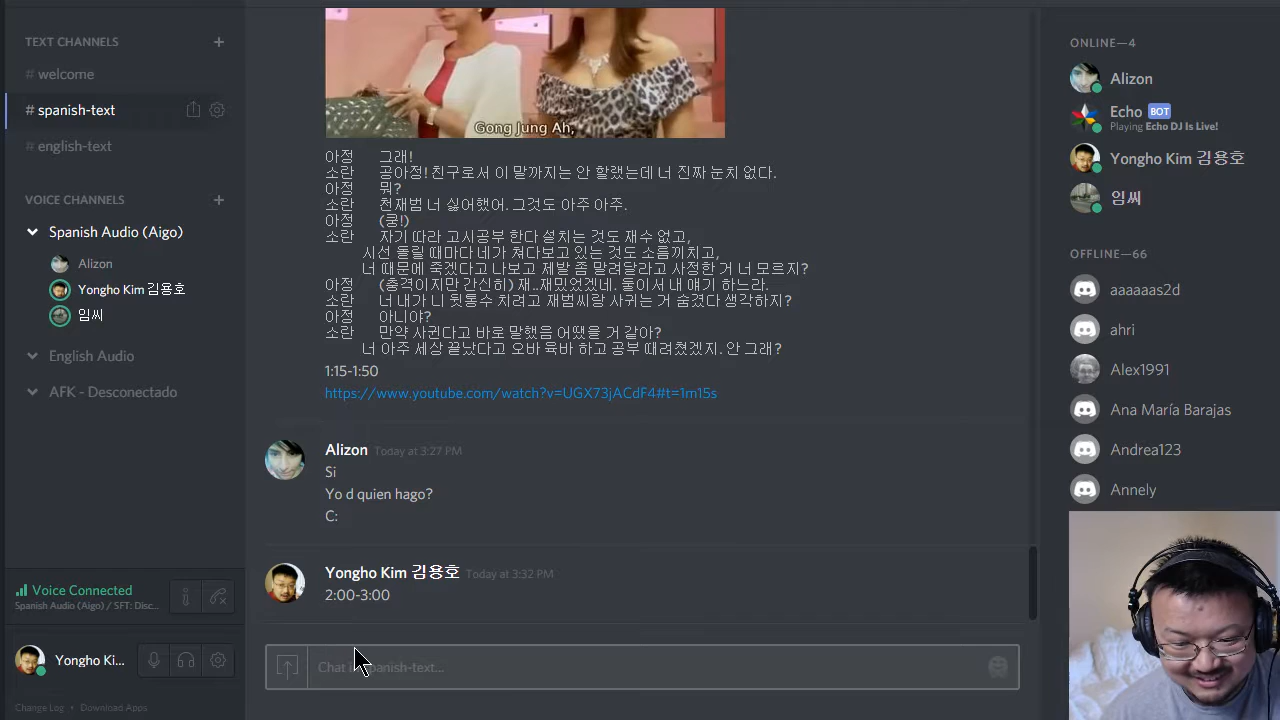 TEXT CHANNELS +
# welcome
# spanish-text
# english-text
VOICE CHANNELS +
Spanish Audio (Aigo)
Alizon
Yongho Kim 김용호
임씨
English Audio
AFK - Desconectado
Voice Connected
Spanish Audio (Aigo) / SFT: Disc...
Yongho Ki...
Change Log • Download Apps
Gong Jung Ah,
아정 그래!
소란 공아정! 친구로서 이 말까지는 안 할랬는데 너 진짜 눈치 없다.
아정 뭐?
소란 천재범 너 싫어했어. 그것도 아주 아주.
아정 (쿵!)
소란 자기 따라 고시공부 한다 설치는 것도 재수 없고,
시선 돌릴 때마다 네가 쳐다보고 있는 것도 소름끼치고,
너 때문에 죽겠다고 나보고 제발 좀 말려달라고 사정한 거 너 모르지?
아정 (충격이지만 간신히) 재..재밌었겠네. 둘이서 내 얘기 하느라.
소란 너 내가 니 뒷통수 치려고 재범씨랑 사귀는 거 숨겼다 생각하지?
아정 아니야?
소란 만약 사귄다고 바로 말했음 어땠을 거 같아?
너 아주 세상 끝났다고 오바 육바 하고 공부 때려쳤겠지. 안 그래?
1:15-1:50
https://www.youtube.com/watch?v=UGX73jACdF4#t=1m15s
Alizon Today at 3:27 PM
Si
Yo d quien hago?
C:
Yongho Kim 김용호 Today at 3:32 PM
2:00-3:00
Chat in spanish-text...
ONLINE—4
Alizon
Echo BOT
Playing Echo DJ Is Live!
Yongho Kim 김용호
임씨
OFFLINE—66
aaaaaas2d
ahri
Alex1991
Ana María Barajas
Andrea123
Annely